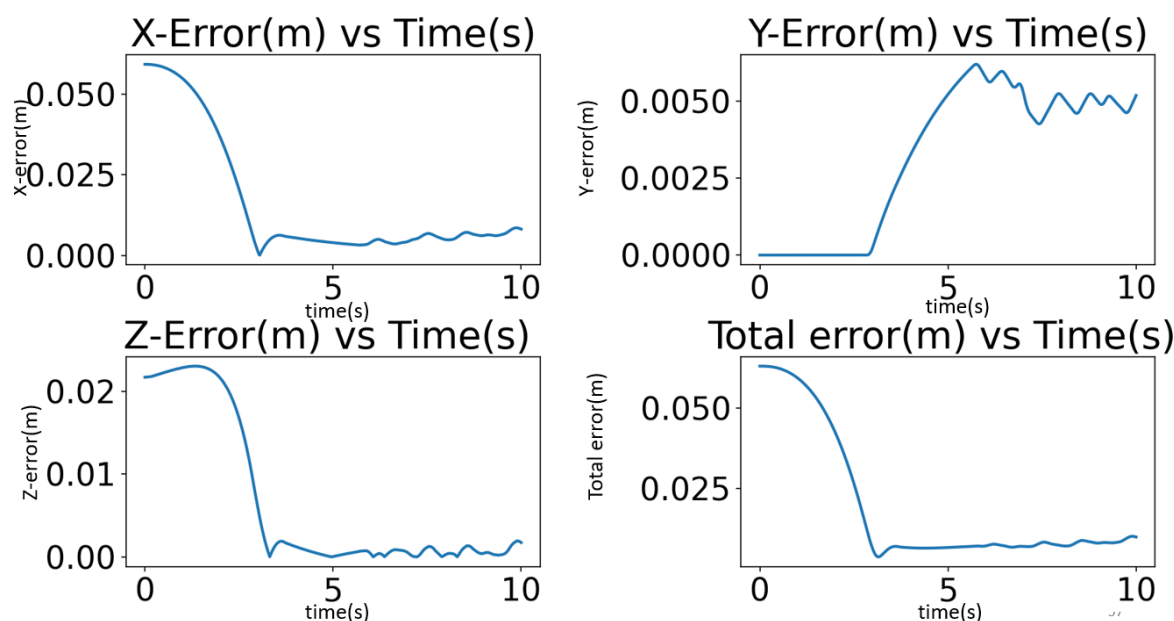 X-Error(m) vs Time(s)
X-error(m)
0.050
0.025
0.000
0 5 10
time(s)
Y-Error(m) vs Time(s)
Y-error(m)
0.0050
0.0025
0.0000
0 5 10
time(s)
Z-Error(m) vs Time(s)
Z-error(m)
0.02
0.01
0.00
0 5 10
time(s)
Total error(m) vs Time(s)
Total error(m)
0.050
0.025
0 5 10
time(s)